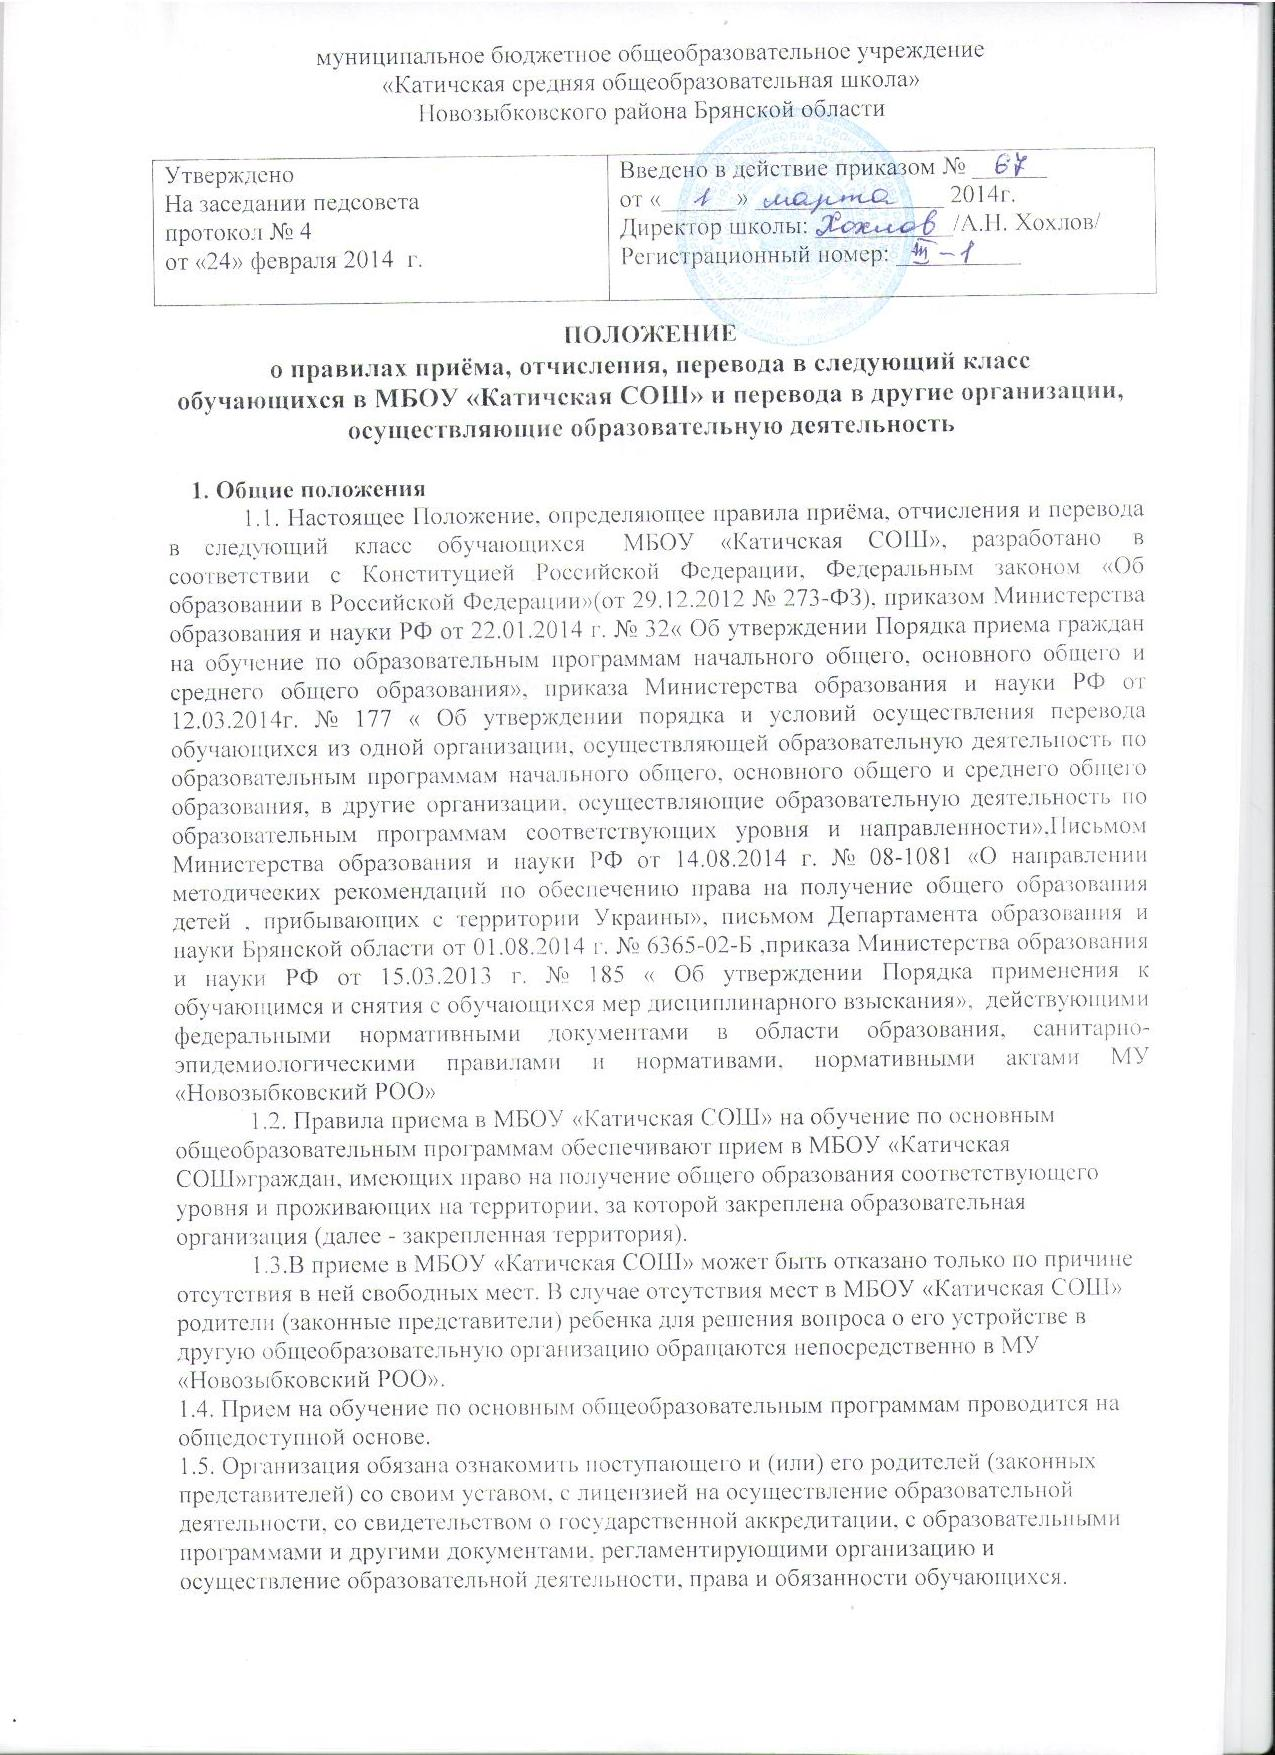 муниципальное бюджетное общеобразовательное учреждение
«Катичская средняя общеобразовательная школа»
Новозыбковского района Брянской области
Утверждено
На заседании педсовета
протокол № 4
от «24» февраля 2014 г.
Введено в действие приказом № 67
от « 1 » марта 2014г.
Директор школы: Хохлов /А.Н. Хохлов/
Регистрационный номер: III – 1
ПОЛОЖЕНИЕ
о правилах приёма, отчисления, перевода в следующий класс
обучающихся в МБОУ «Катичская СОШ» и перевода в другие организации,
осуществляющие образовательную деятельность
1. Общие положения
1.1. Настоящее Положение, определяющее правила приёма, отчисления и перевода
в следующий класс обучающихся МБОУ «Катичская СОШ», разработано в
соответствии с Конституцией Российской Федерации, Федеральным законом «Об
образовании в Российской Федерации»(от 29.12.2012 № 273-ФЗ), приказом Министерства
образования и науки РФ от 22.01.2014 г. № 32« Об утверждении Порядка приема граждан
на обучение по образовательным программам начального общего, основного общего и
среднего общего образования», приказа Министерства образования и науки РФ от
12.03.2014г. № 177 « Об утверждении порядка и условий осуществления перевода
обучающихся из одной организации, осуществляющей образовательную деятельность по
образовательным программам начального общего, основного общего и среднего общего
образования, в другие организации, осуществляющие образовательную деятельность по
образовательным программам соответствующих уровня и направленности»,Письмом
Министерства образования и науки РФ от 14.08.2014 г. № 08-1081 «О направлении
методических рекомендаций по обеспечению права на получение общего образования
детей , прибывающих с территории Украины», письмом Департамента образования и
науки Брянской области от 01.08.2014 г. № 6365-02-Б ,приказа Министерства образования
и науки РФ от 15.03.2013 г. № 185 « Об утверждении Порядка применения к
обучающимся и снятия с обучающихся мер дисциплинарного взыскания», действующими
федеральными нормативными документами в области образования, санитарно-
эпидемиологическими правилами и нормативами, нормативными актами МУ
«Новозыбковский РОО»
1.2. Правила приема в МБОУ «Катичская СОШ» на обучение по основным
общеобразовательным программам обеспечивают прием в МБОУ «Катичская
СОШ»граждан, имеющих право на получение общего образования соответствующего
уровня и проживающих на территории, за которой закреплена образовательная
организация (далее - закрепленная территория).
1.3.В приеме в МБОУ «Катичская СОШ» может быть отказано только по причине
отсутствия в ней свободных мест. В случае отсутствия мест в МБОУ «Катичская СОШ»
родители (законные представители) ребенка для решения вопроса о его устройстве в
другую общеобразовательную организацию обращаются непосредственно в МУ
«Новозыбковский РОО».
1.4. Прием на обучение по основным общеобразовательным программам проводится на
общедоступной основе.
1.5. Организация обязана ознакомить поступающего и (или) его родителей (законных
представителей) со своим уставом, с лицензией на осуществление образовательной
деятельности, со свидетельством о государственной аккредитации, с образовательными
программами и другими документами, регламентирующими организацию и
осуществление образовательной деятельности, права и обязанности обучающихся.